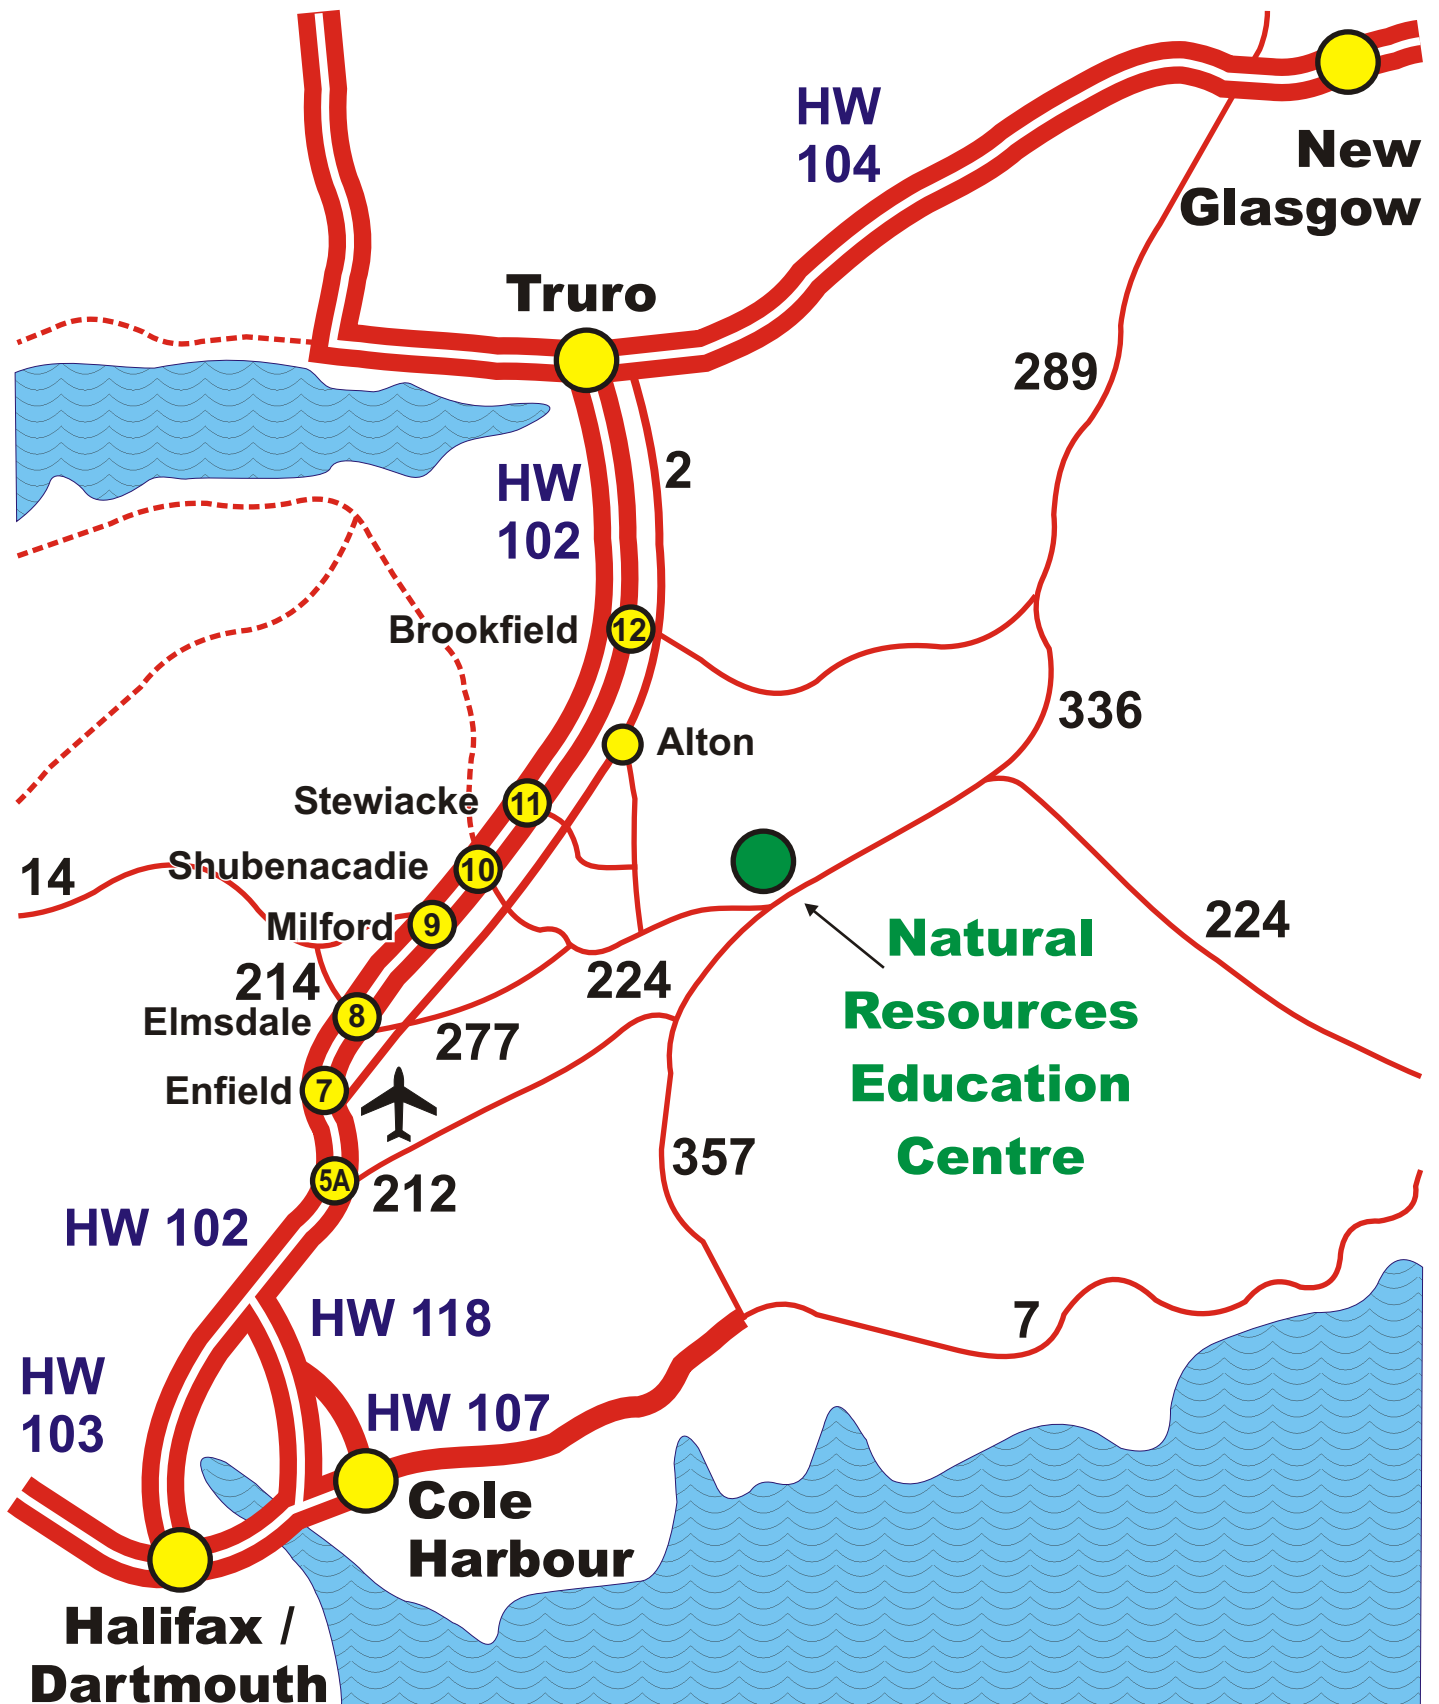 HW
104
New
Glasgow
Truro
289
2
HW
102
Brookfield
12
336
Alton
Stewiacke
11
14
Shubenacadie
10
Milford
9
224
Natural
Resources
Education
Centre
214
224
Elmsdale
8
277
Enfield
7
357
5A
212
HW 102
HW 118
7
HW
103
HW 107
Cole
Harbour
Halifax /
Dartmouth